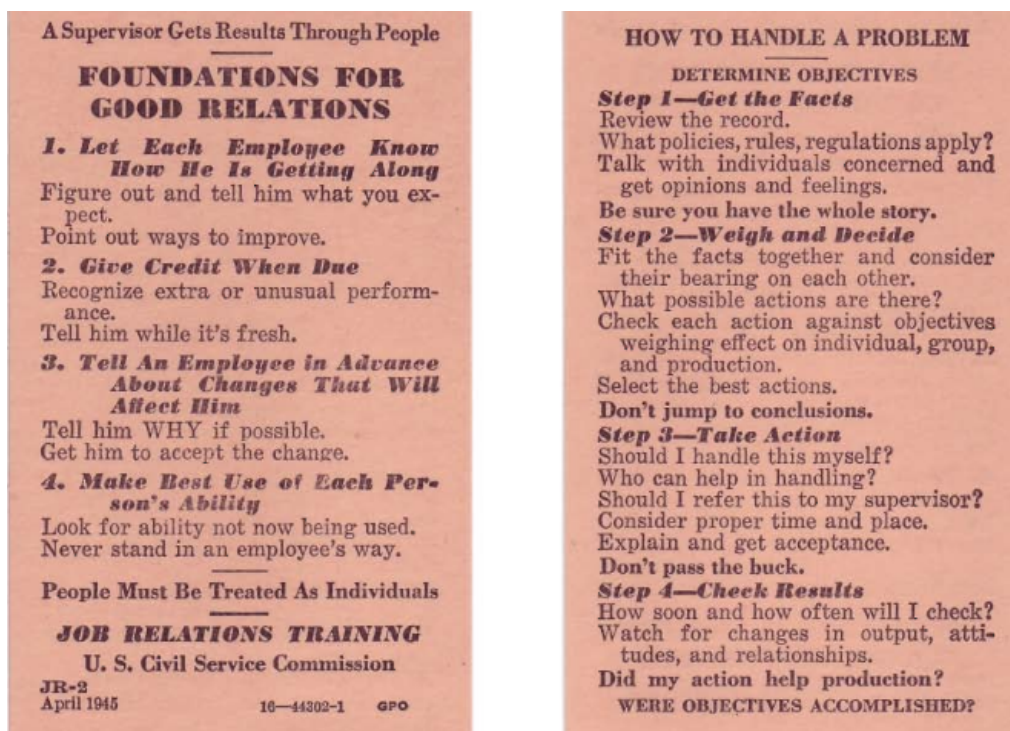 A Supervisor Gets Results Through People
FOUNDATIONS FOR
GOOD RELATIONS
1. Let Each Employee Know
How He Is Getting Along
Figure out and tell him what you ex-
pect.
Point out ways to improve.
2. Give Credit When Due
Recognize extra or unusual perform-
ance.
Tell him while it's fresh.
3. Tell An Employee in Advance
About Changes That Will
Affect Him
Tell him WHY if possible.
Get him to accept the change.
4. Make Best Use of Each Per-
son's Ability
Look for ability not now being used.
Never stand in an employee's way.
People Must Be Treated As Individuals
JOB RELATIONS TRAINING
U. S. Civil Service Commission
JR-2
April 1945 16—44302-1 GPO
HOW TO HANDLE A PROBLEM
DETERMINE OBJECTIVES
Step 1—Get the Facts
Review the record.
What policies, rules, regulations apply?
Talk with individuals concerned and
get opinions and feelings.
Be sure you have the whole story.
Step 2—Weigh and Decide
Fit the facts together and consider
their bearing on each other.
What possible actions are there?
Check each action against objectives
weighing effect on individual, group,
and production.
Select the best actions.
Don't jump to conclusions.
Step 3—Take Action
Should I handle this myself?
Who can help in handling?
Should I refer this to my supervisor?
Consider proper time and place.
Explain and get acceptance.
Don't pass the buck.
Step 4—Check Results
How soon and how often will I check?
Watch for changes in output, atti-
tudes, and relationships.
Did my action help production?
WERE OBJECTIVES ACCOMPLISHED?